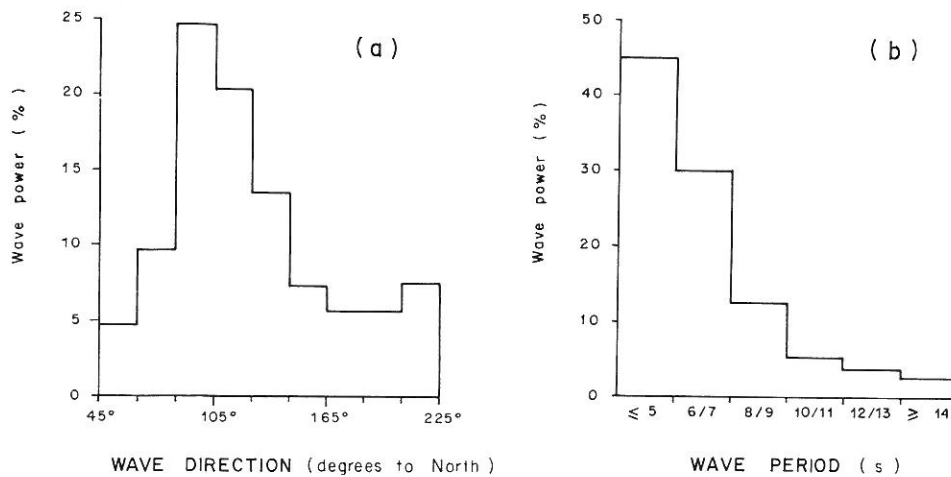 (a)
Wave power (%)
25
20
15
10
5
0
45° 105° 165° 225°
WAVE DIRECTION (degrees to North)
(b)
Wave power (%)
50
40
30
20
10
0
≤ 5 6/7 8/9 10/11 12/13 ≥ 14
WAVE PERIOD (s)